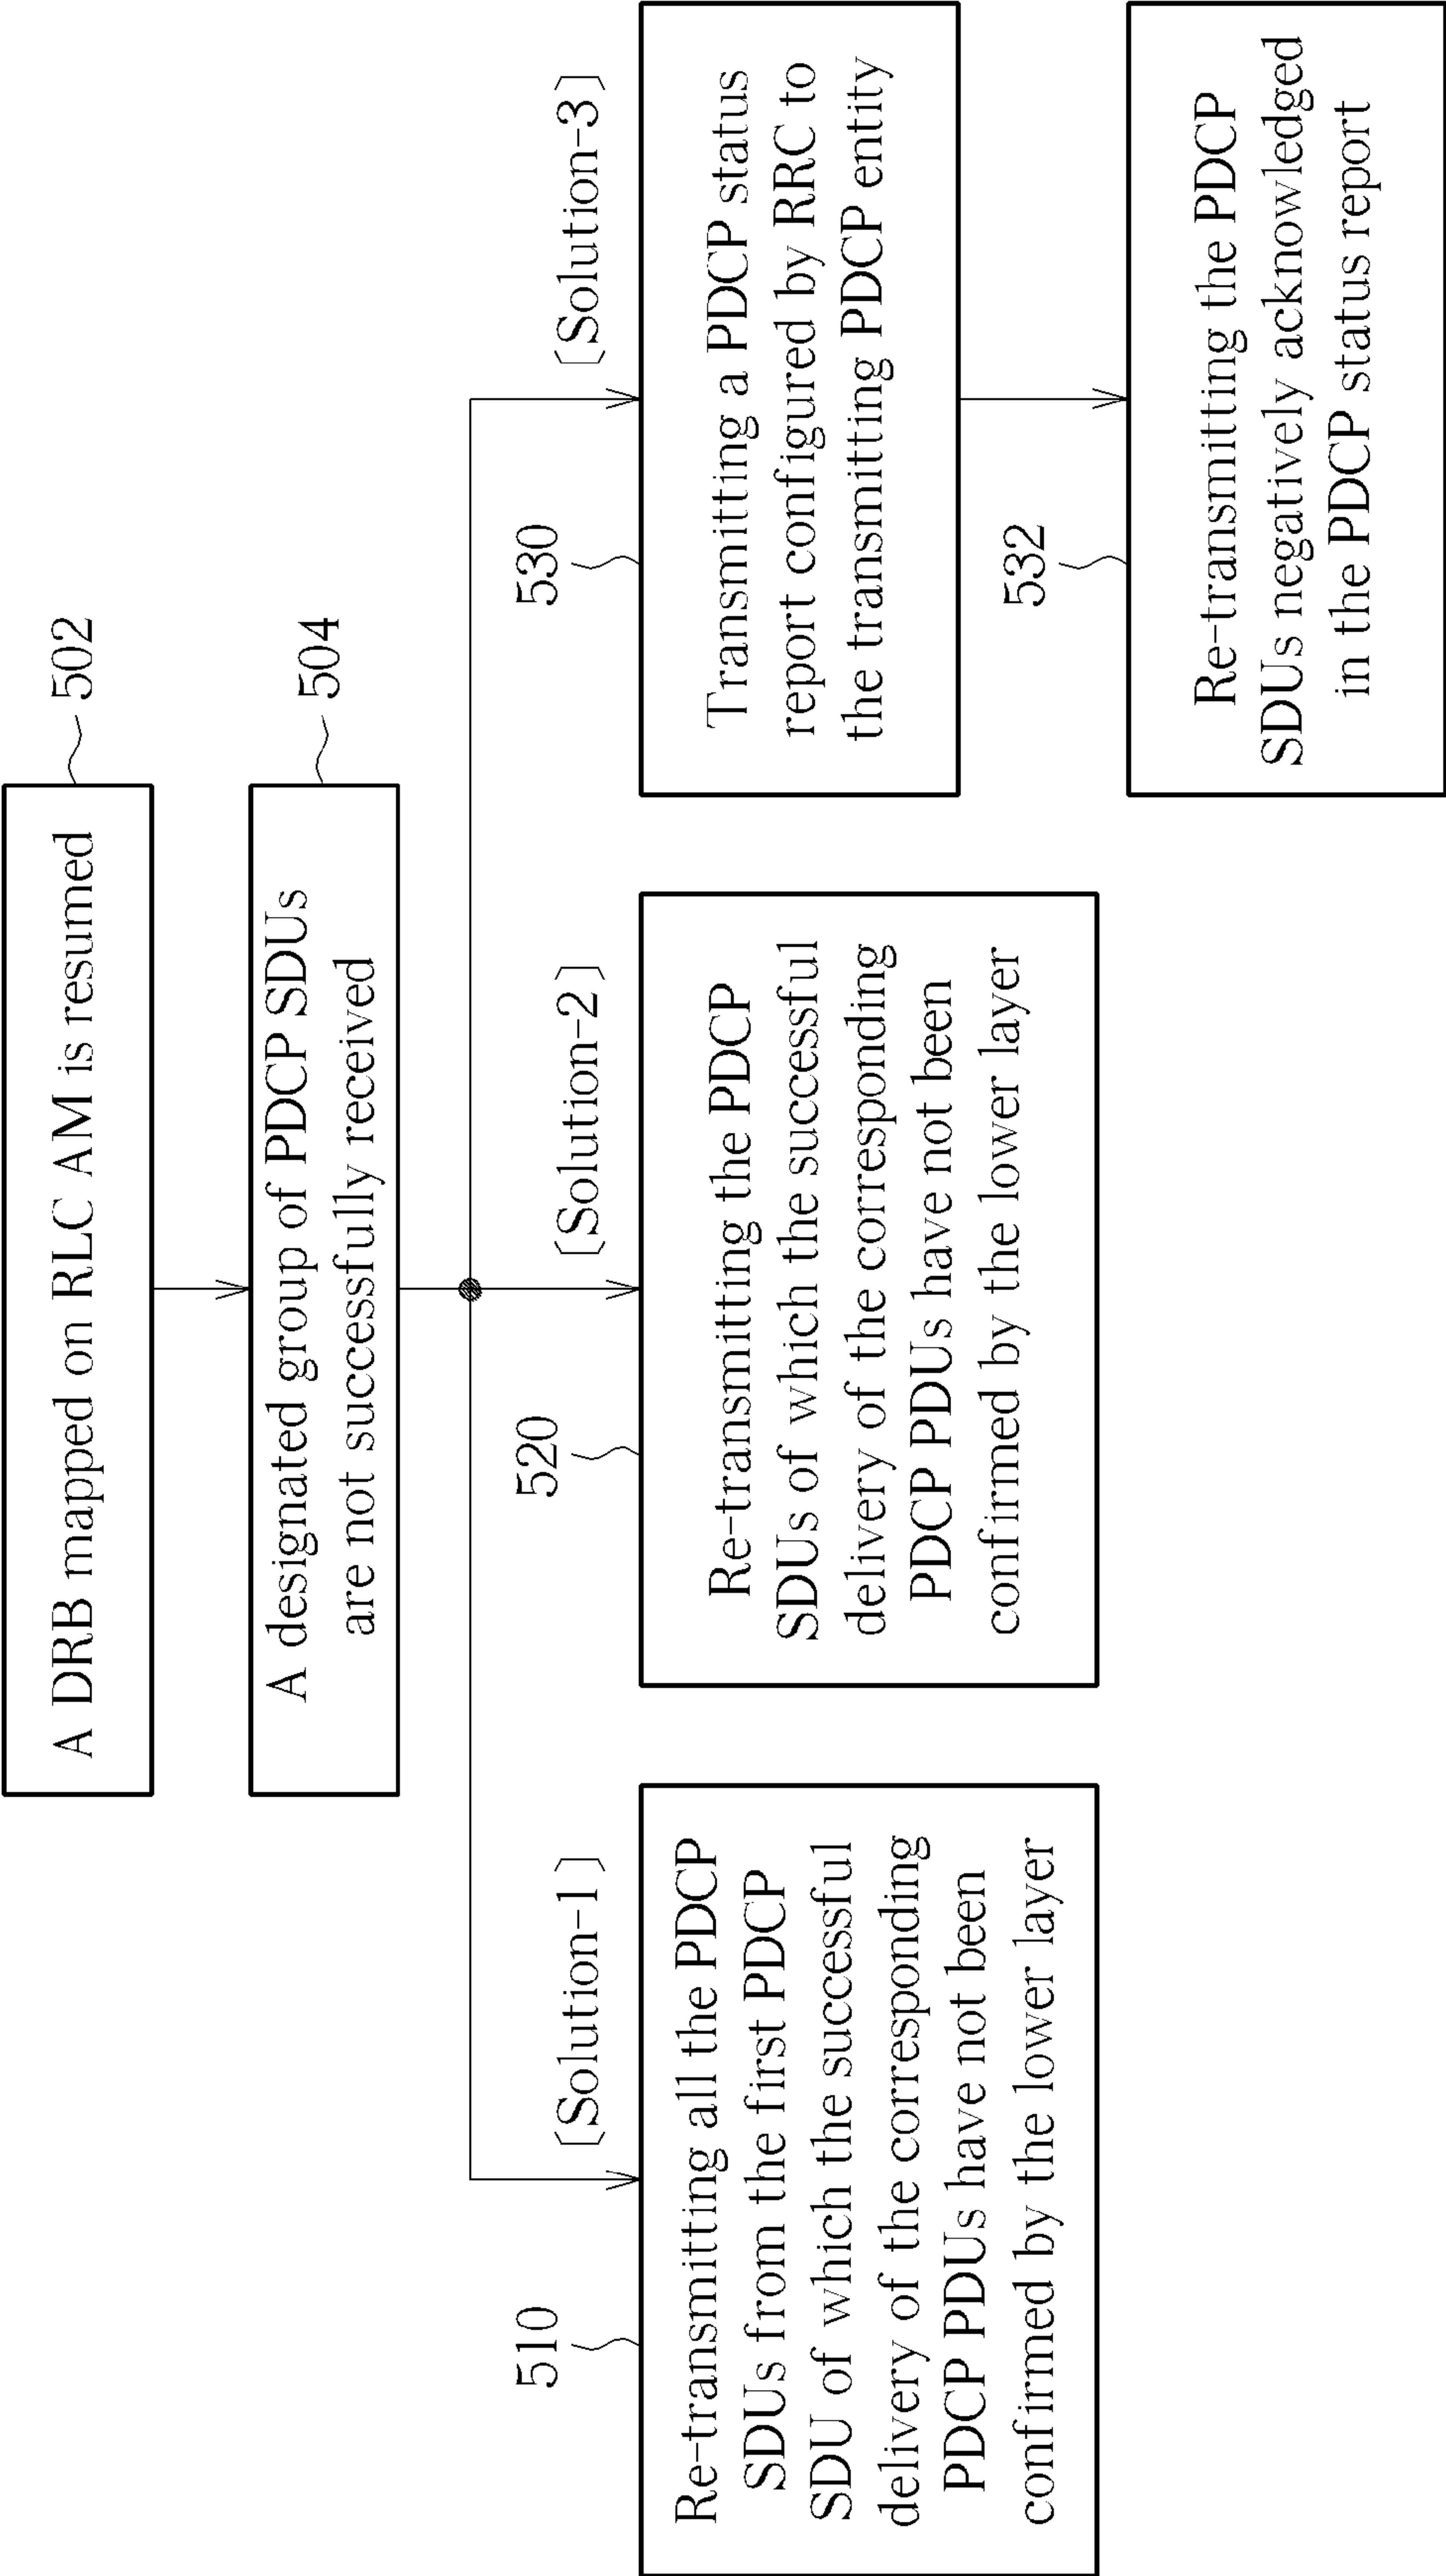 A DRB mapped on RLC AM is resumed
502
A designated group of PDCP SDUs
are not successfully received
504
[Solution-1]
510
Re-transmitting all the PDCP
SDUs from the first PDCP
SDU of which the successful
delivery of the corresponding
PDCP PDUs have not been
confirmed by the lower layer
[Solution-2]
520
Re-transmitting the PDCP
SDUs of which the successful
delivery of the corresponding
PDCP PDUs have not been
confirmed by the lower layer
[Solution-3]
530
Transmitting a PDCP status
report configured by RRC to
the transmitting PDCP entity
532
Re-transmitting the PDCP
SDUs negatively acknowledged
in the PDCP status report